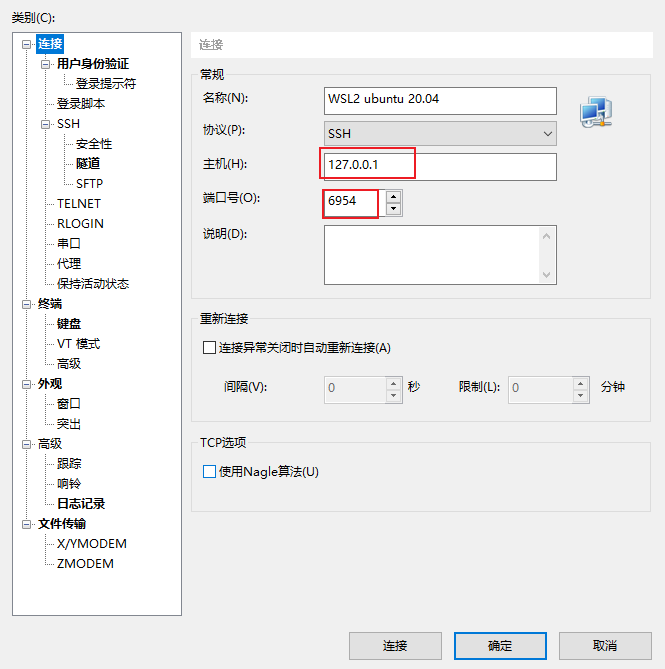 类别(C):
连接
用户身份验证
登录提示符
登录脚本
SSH
安全性
隧道
SFTP
TELNET
RLOGIN
串口
代理
保持活动状态
终端
键盘
VT 模式
高级
外观
窗口
突出
高级
跟踪
响铃
日志记录
文件传输
X/YMODEM
ZMODEM
连接
常规
名称(N): WSL2 ubuntu 20.04
协议(P): SSH
主机(H): 127.0.0.1
端口号(O): 6954
说明(D):
重新连接
连接异常关闭时自动重新连接(A)
间隔(V): 0 秒 限制(L): 0 分钟
TCP选项
使用Nagle算法(U)
连接 确定 取消